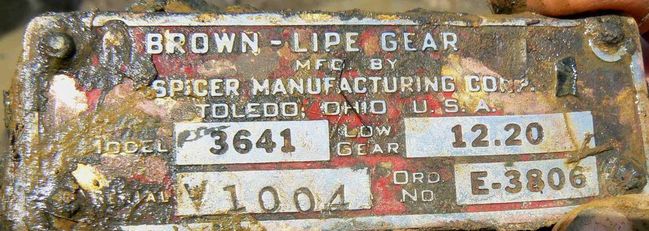 BROWN-LIPE GEAR
MFG. BY
SPICER MANUFACTURING CORP.
TOLEDO, OHIO U.S.A.
MODEL 3641 LOW GEAR 12.20
SERIAL V1004 ORD NO E-3806